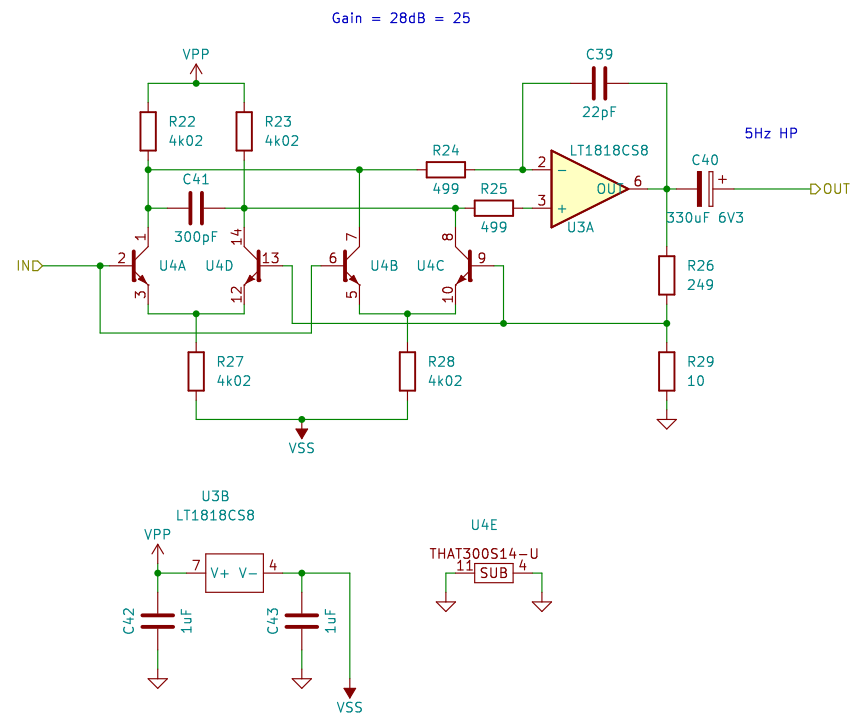 Gain = 28dB = 25
VPP
C39
22pF
R22
4k02
R23
4k02
5Hz HP
R24
499
LT1818CS8
2
-
C40
+
C41
R25
499
3
+
OUT
6
330uF 6V3
OUT
U3A
300pF
1
14
7
8
IN
2
U4A
U4D
13
6
U4B
U4C
9
R26
249
3
12
5
10
R27
4k02
R28
4k02
R29
10
VSS
U3B
LT1818CS8
VPP
7
V+
V-
4
C42
1uF
C43
1uF
VSS
U4E
THAT300S14-U
11
SUB
4